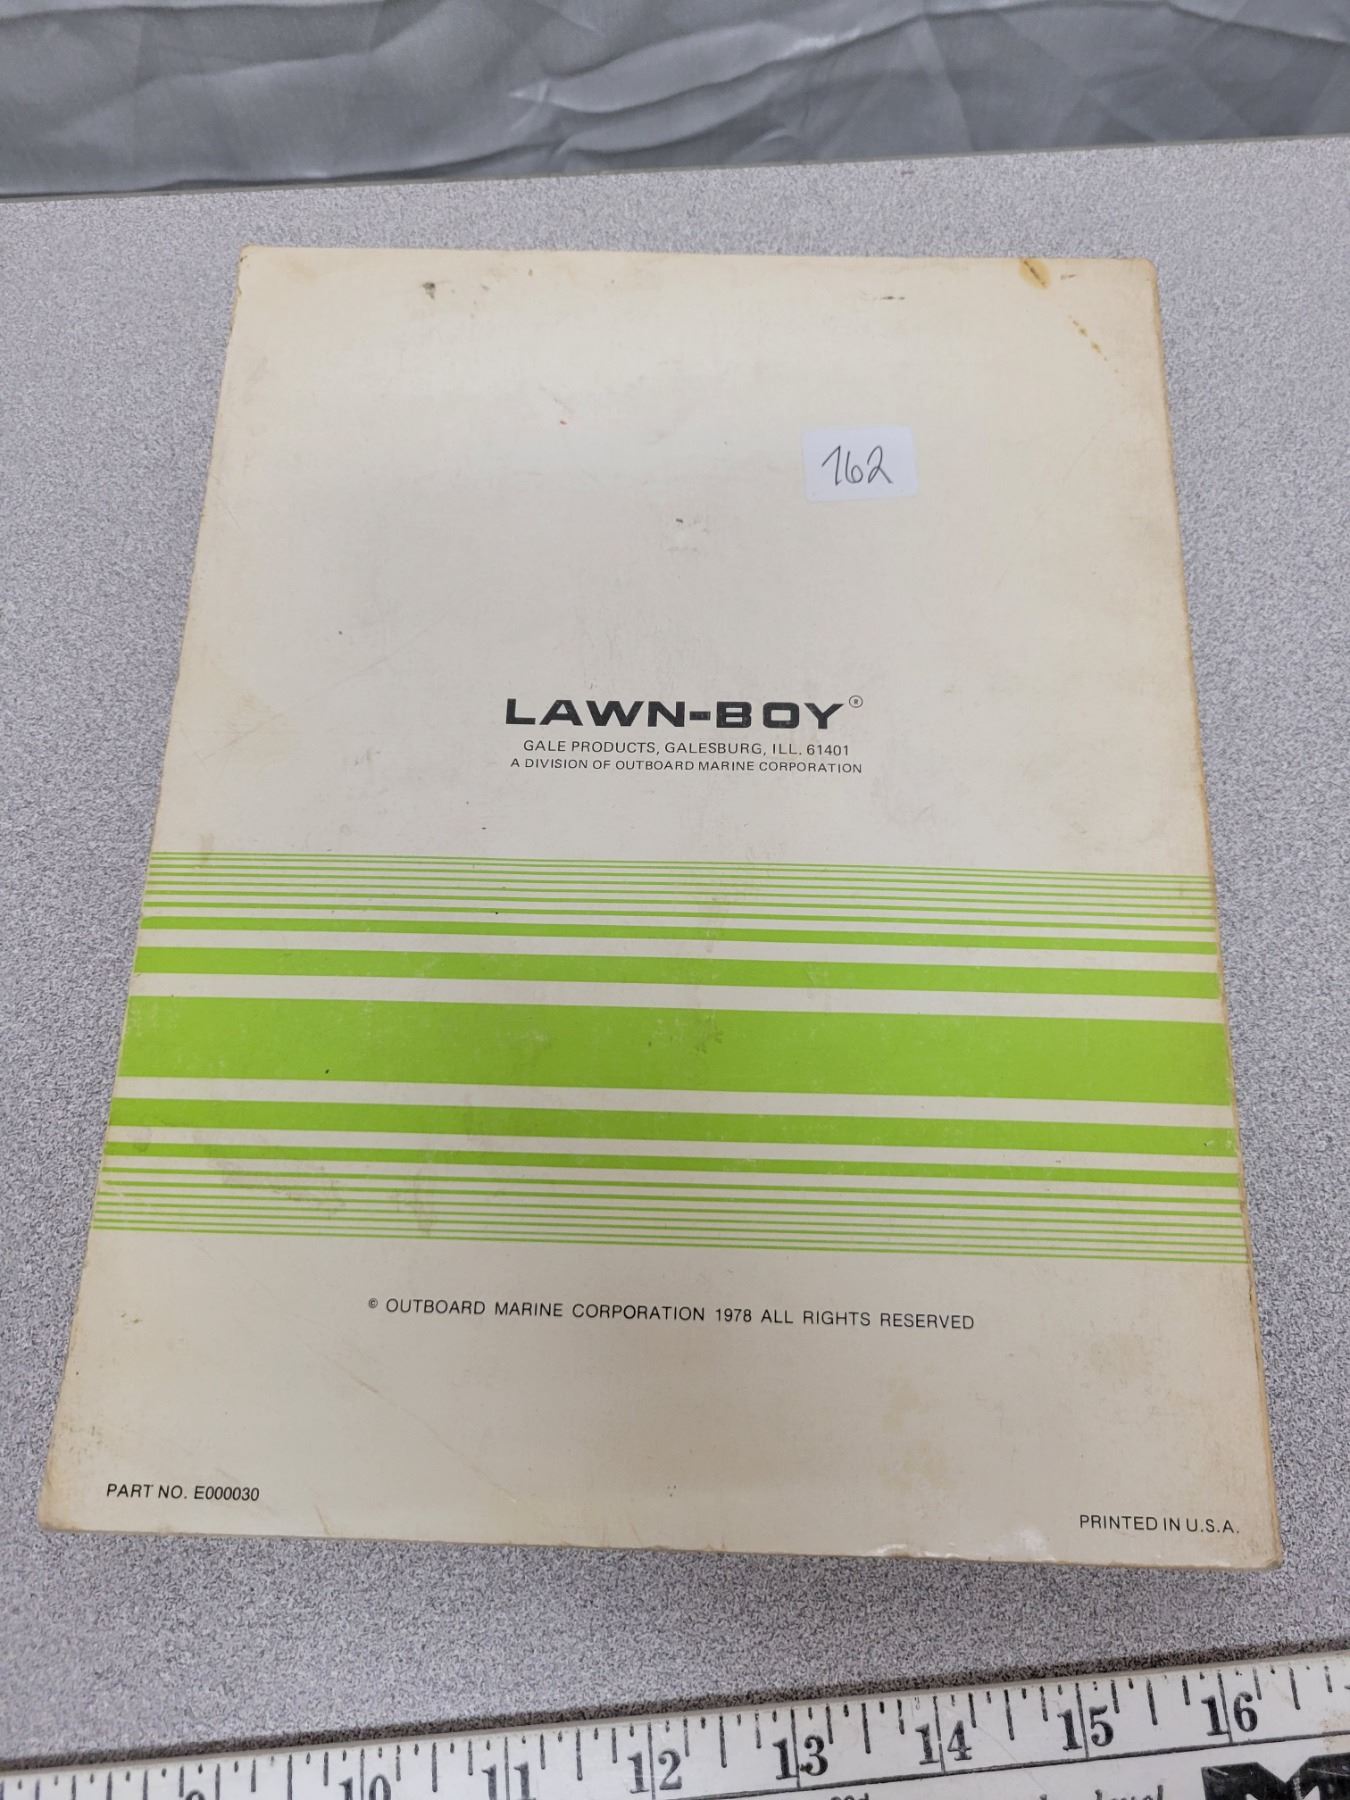 162
LAWN-BOY®
GALE PRODUCTS, GALESBURG, ILL. 61401
A DIVISION OF OUTBOARD MARINE CORPORATION
© OUTBOARD MARINE CORPORATION 1978 ALL RIGHTS RESERVED
PART NO. E000030
PRINTED IN U.S.A.
9 10 11 12 13 14 15 16